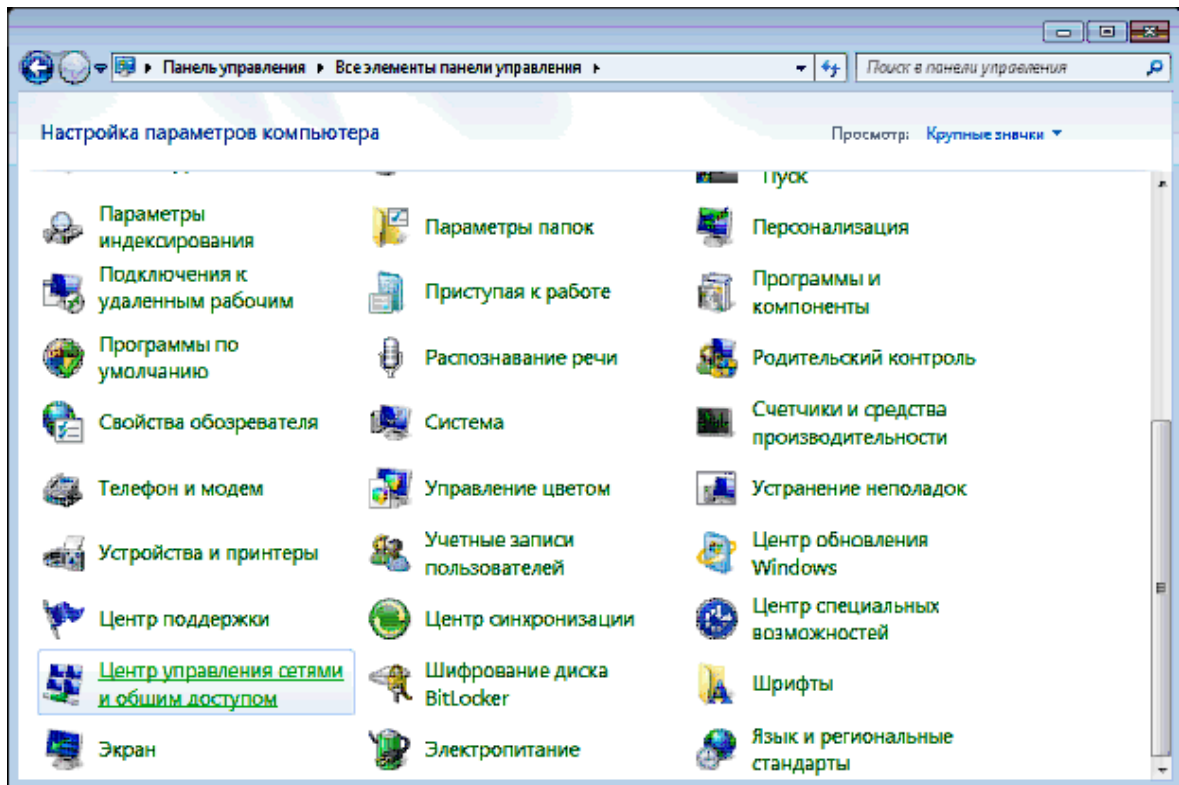 Панель управления
Все элементы панели управления
Поиск в панели управления
Настройка параметров компьютера
Просмотр:
Крупные значки
Пуск
Параметры
индексирования
Параметры папок
Персонализация
Подключения к
удаленным рабочим
Приступая к работе
Программы и
компоненты
Программы по
умолчанию
Распознавание речи
Родительский контроль
Свойства обозревателя
Система
Счетчики и средства
производительности
Телефон и модем
Управление цветом
Устранение неполадок
Устройства и принтеры
Учетные записи
пользователей
Центр обновления
Windows
Центр поддержки
Центр синхронизации
Центр специальных
возможностей
Центр управления сетями
и общим доступом
Шифрование диска
BitLocker
Шрифты
Экран
Электропитание
Язык и региональные
стандарты